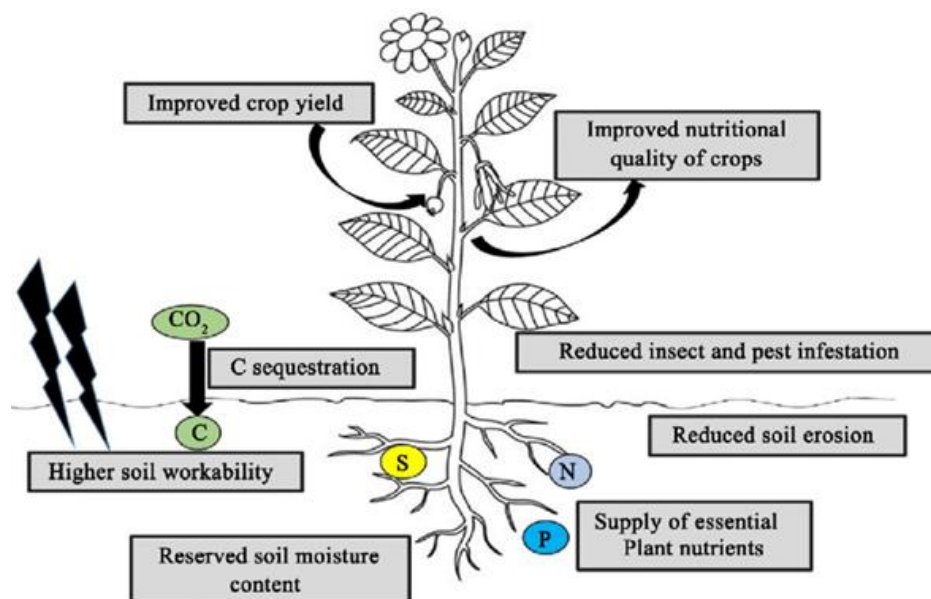 Improved crop yield
Improved nutritional
quality of crops
CO2
C sequestration
Reduced insect and pest infestation
C
Higher soil workability
S
N
Reduced soil erosion
P
Supply of essential
Plant nutrients
Reserved soil moisture
content